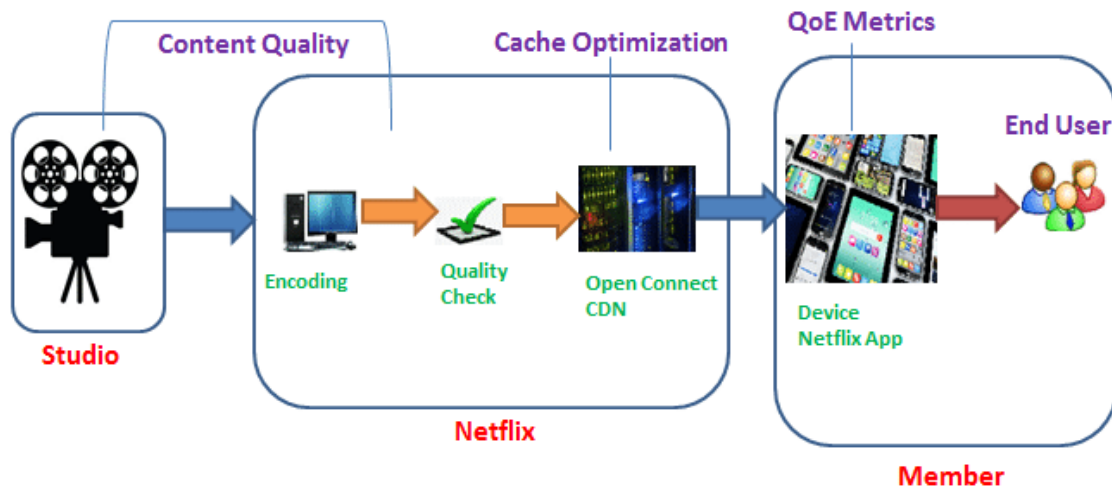 Content Quality
Cache Optimization
QoE Metrics
End User
Encoding
Quality
Check
Open Connect
CDN
Device
Netflix App
Studio
Netflix
Member